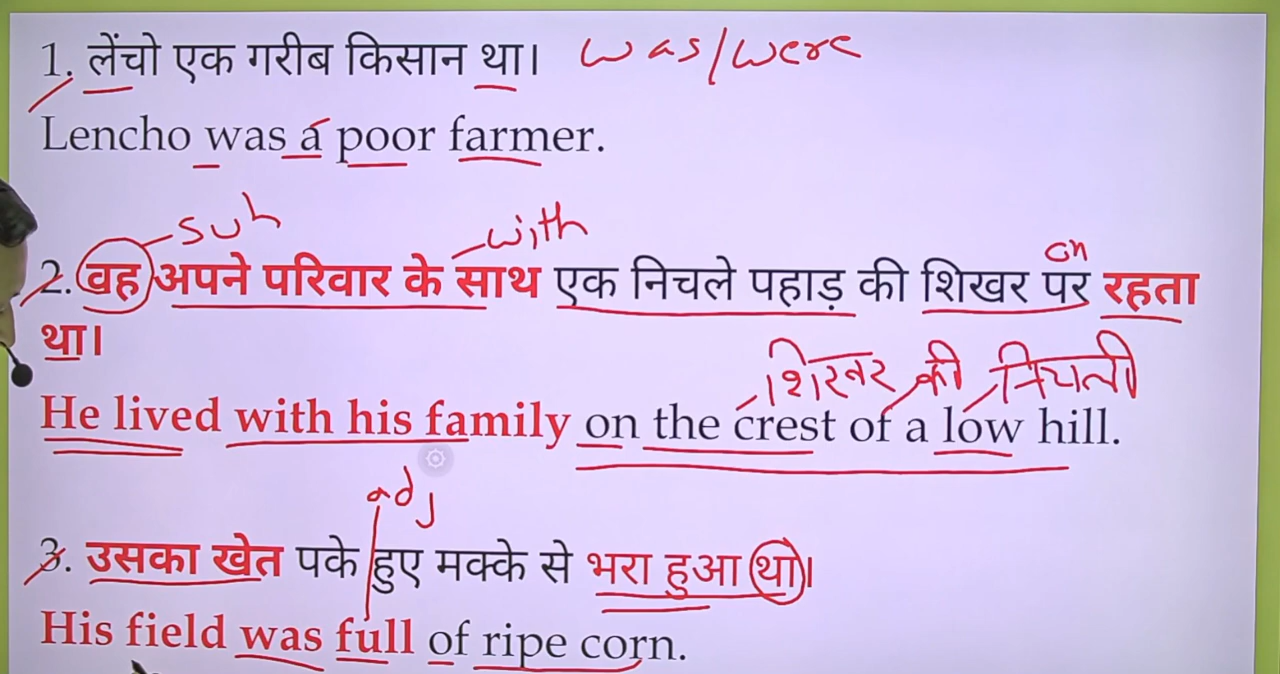 1. लेंचो एक गरीब किसान था। was/were
Lencho was a poor farmer.
sub with on
2. वह अपने परिवार के साथ एक निचले पहाड़ की शिखर पर रहता
था।
शिखर की निचली
He lived with his family on the crest of a low hill.
adj
3. उसका खेत पके हुए मक्के से भरा हुआ था।
His field was full of ripe corn.